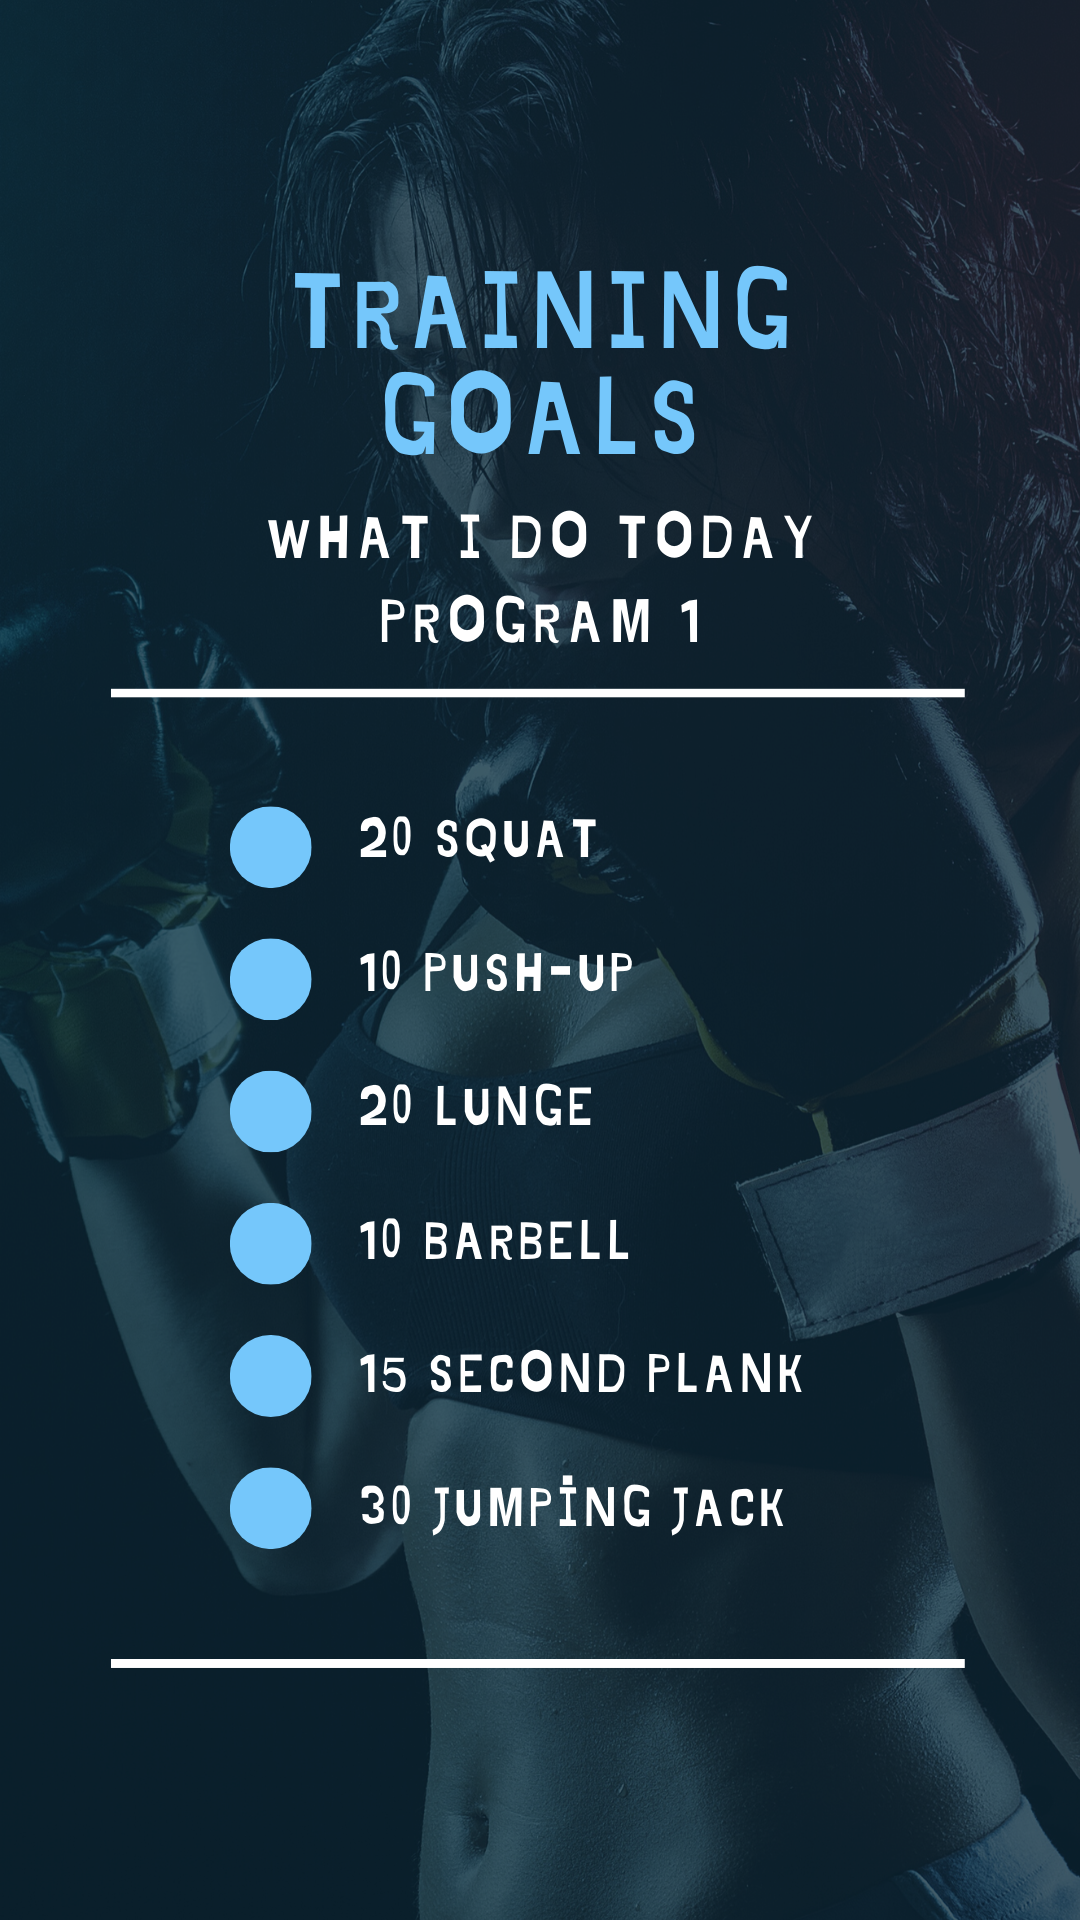 TRAINING
GOALS
WHAT I DO TODAY
PROGRAM 1
20 SQUAT
10 PUSH-UP
20 LUNGE
10 BARBELL
15 SECOND PLANK
30 JUMPİNG JACK